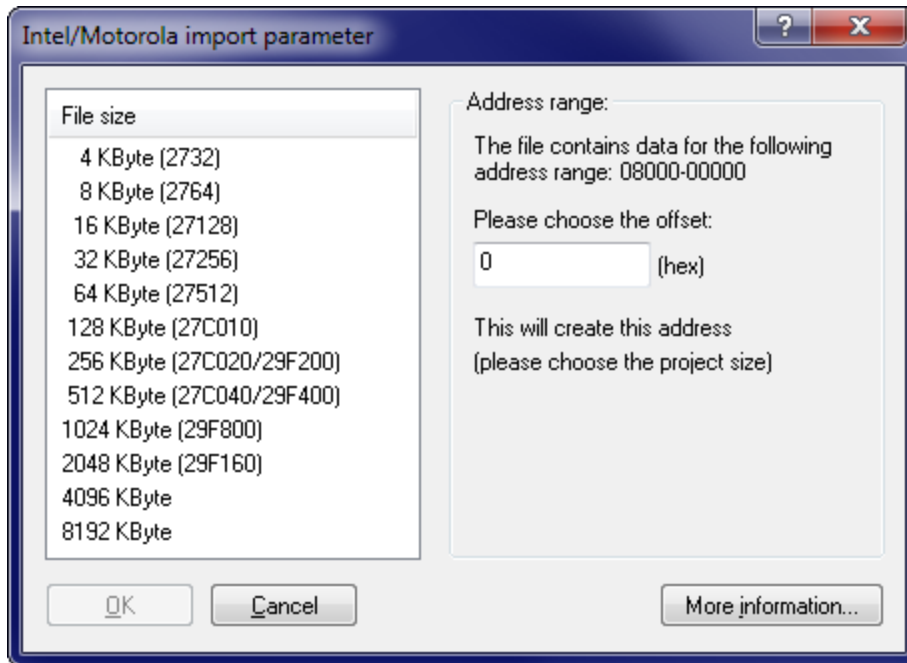 Intel/Motorola import parameter
?
File size
4 KByte (2732)
8 KByte (2764)
16 KByte (27128)
32 KByte (27256)
64 KByte (27512)
128 KByte (27C010)
256 KByte (27C020/29F200)
512 KByte (27C040/29F400)
1024 KByte (29F800)
2048 KByte (29F160)
4096 KByte
8192 KByte
Address range:
The file contains data for the following
address range: 08000-00000
Please choose the offset:
0 (hex)
This will create this address
(please choose the project size)
OK Cancel More information...